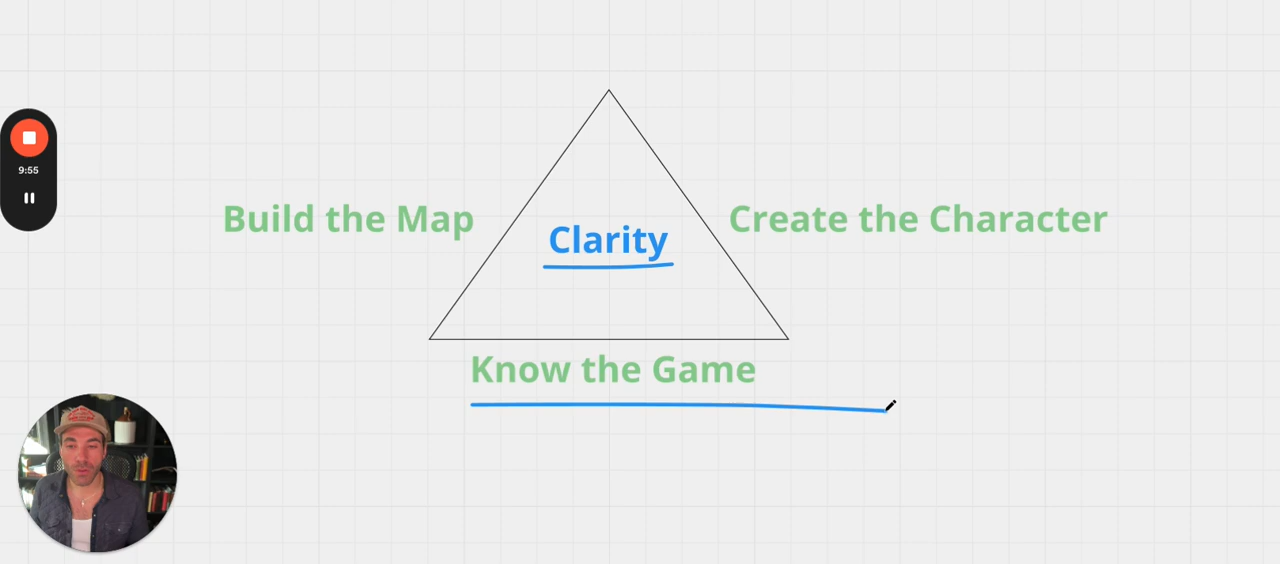 9:55
Build the Map
Create the Character
Clarity
Know the Game